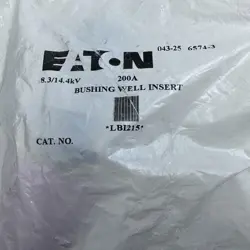 043-25 6574-3
EATON
8.3/14.4kV 200A
BUSHING WELL INSERT
*LBI215*
CAT. NO.